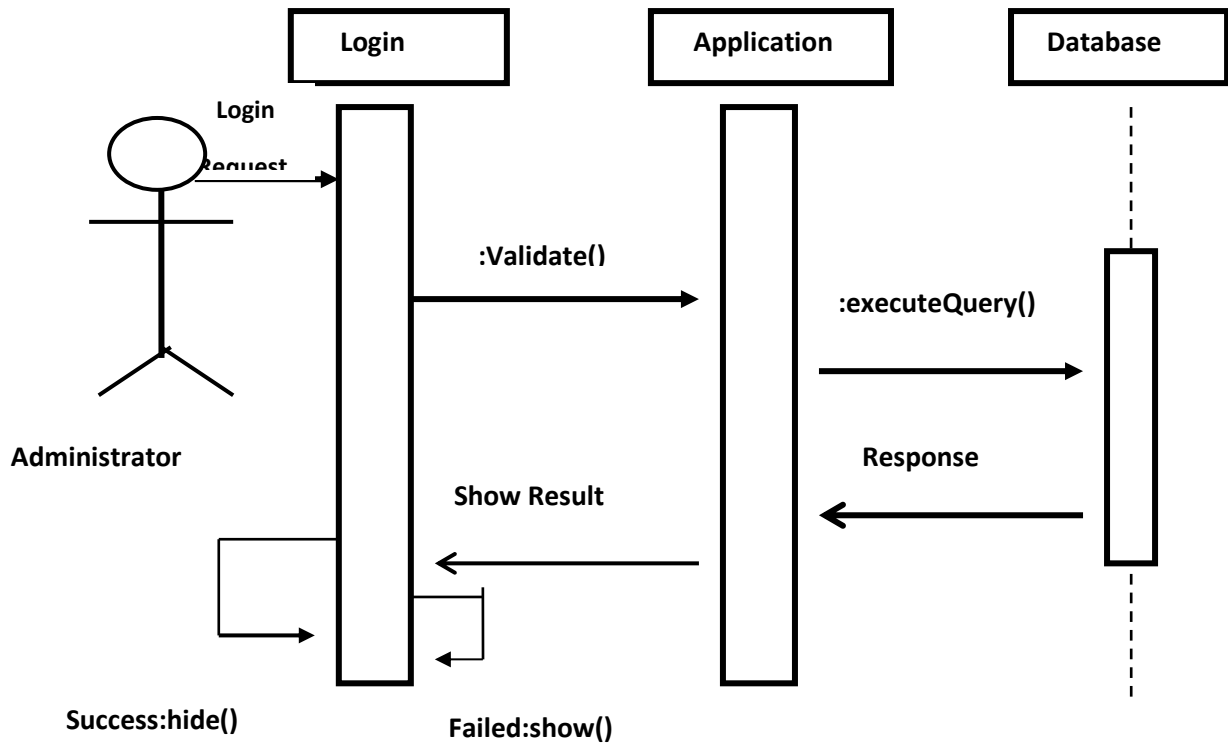 Login
Application
Database
Login
Request
:Validate()
:executeQuery()
Administrator
Response
Show Result
Success:hide()
Failed:show()